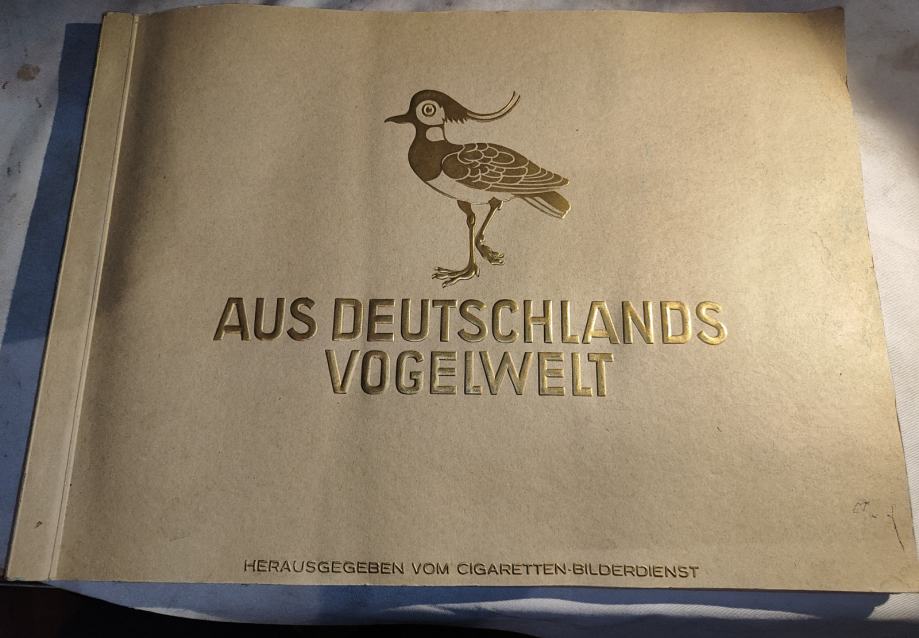 AUS DEUTSCHLANDS
VOGELWELT
HERAUSGEGEBEN VOM CIGARETTEN-BILDERDIENST